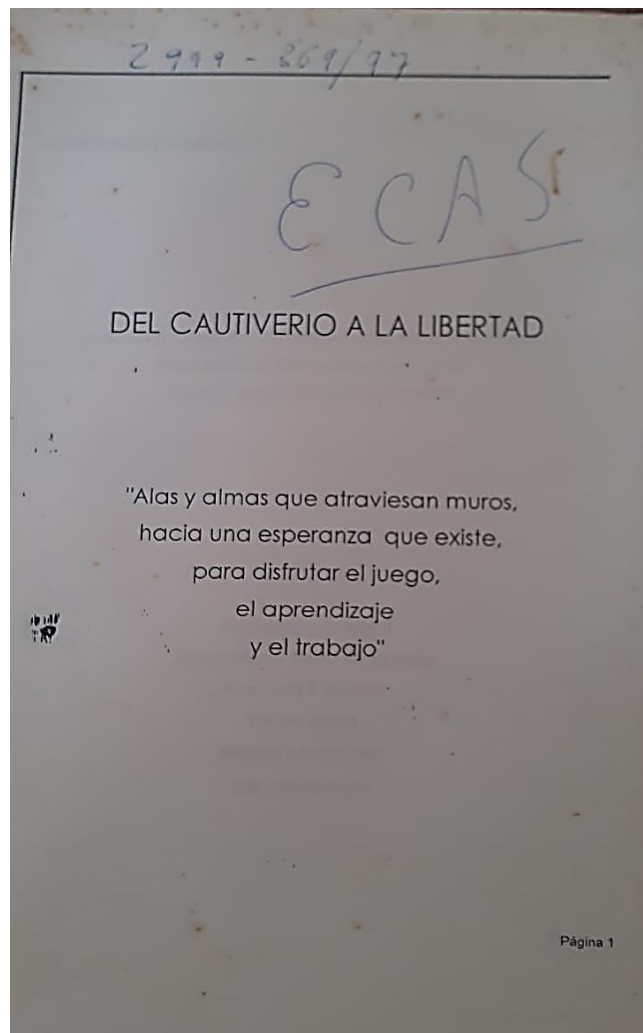 2999-369/97
ECAS
DEL CAUTIVERIO A LA LIBERTAD
"Alas y almas que atraviesan muros,
hacia una esperanza que existe,
para disfrutar el juego,
el aprendizaje
y el trabajo"
Página 1